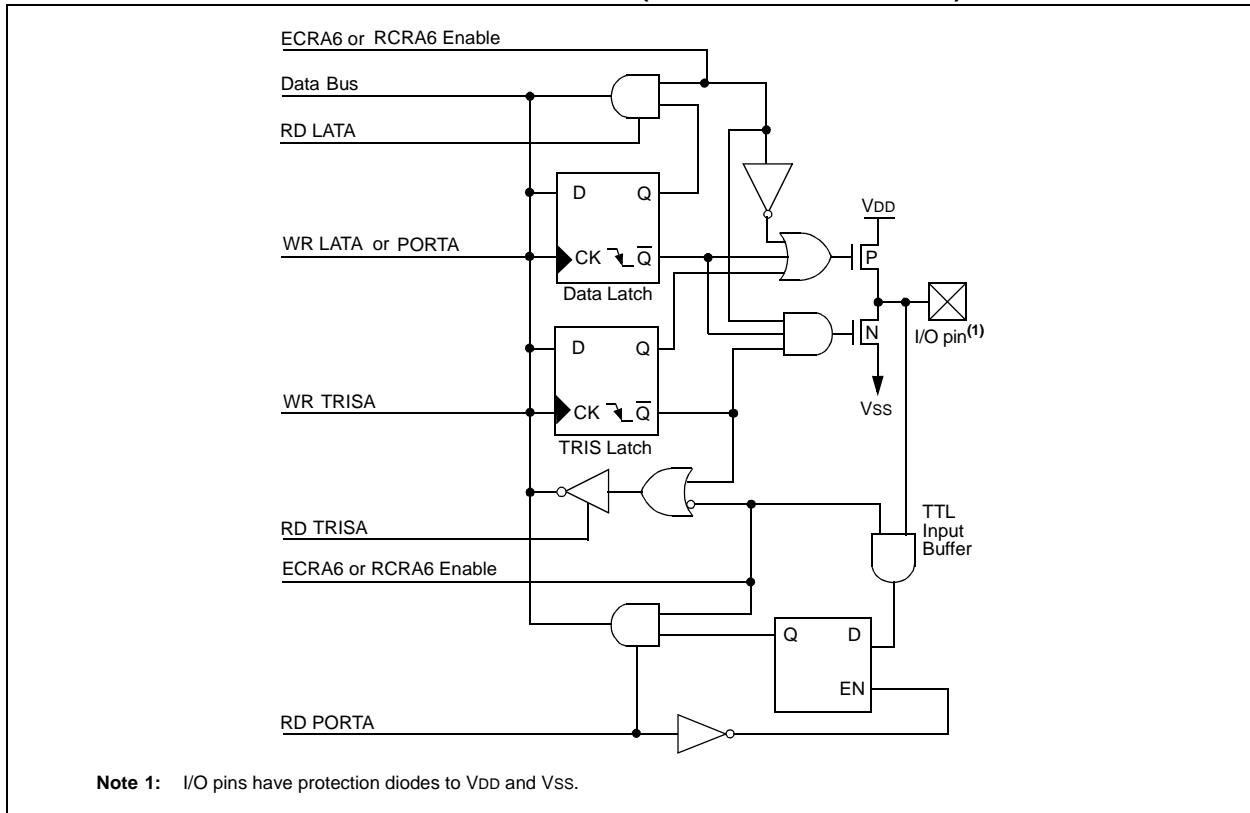 ECRA6 or RCRA6 Enable
Data Bus
RD LATA
D Q
VDD
WR LATA or PORTA
CK Q
P
Data Latch
I/O pin(1)
D Q
N
WR TRISA
CK Q
VSS
TRIS Latch
TTL
Input
Buffer
RD TRISA
ECRA6 or RCRA6 Enable
Q D
EN
RD PORTA
Note 1: I/O pins have protection diodes to VDD and VSS.